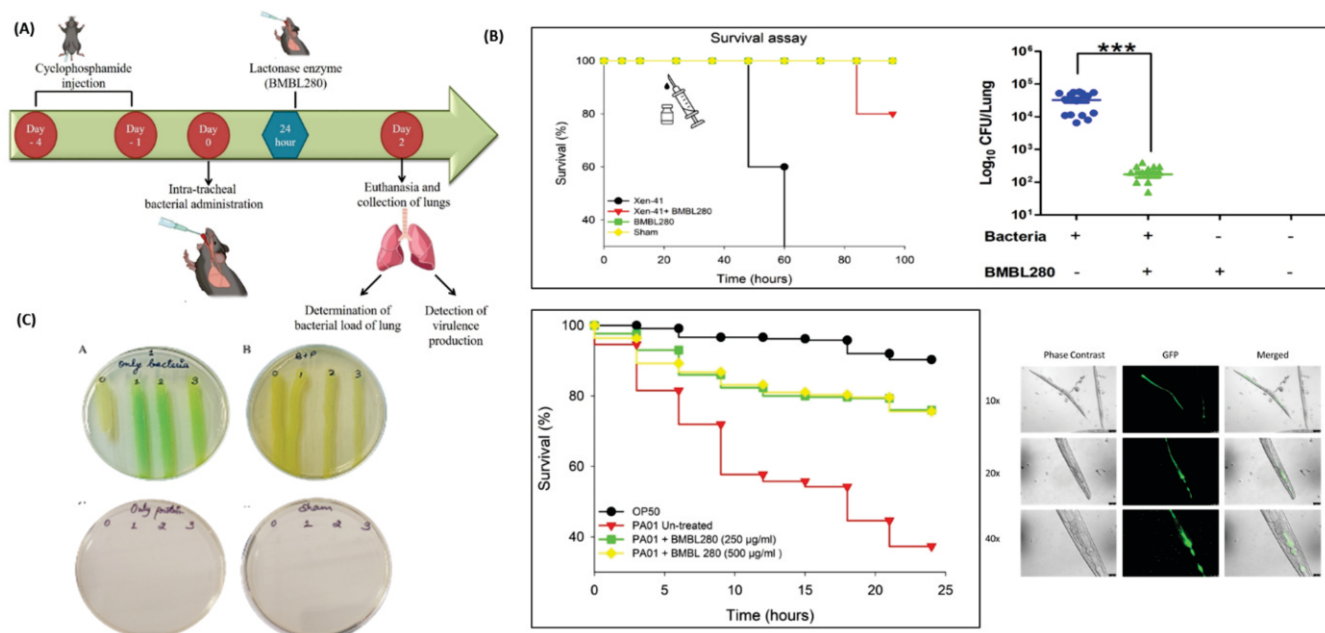 (A)
Cyclophosphamide
injection
Lactonase enzyme
(BMBL280)
Day
- 4
Day
- 1
Day
0
24
hour
Day
2
Intra-tracheal
bacterial administration
Euthanasia and
collection of lungs
Determination of
bacterial load of lung
Detection of
virulence
production
(B)
Survival assay
Survival (%)
100
80
60
40
Xen-41
Xen-41+ BMBL280
BMBL280
Sham
0 20 40 60 80 100
Time (hours)
***
Log10 CFU/Lung
10⁶
10⁵
10⁴
10³
10²
10¹
Bacteria + + - -
BMBL280 - + + -
(C)
A
1
Only bacteria
0 1 2 3
B
B+P
0 1 2 3
Only protein
0 1 2 3
Sham
0 1 2 3
Survival (%)
100
80
60
40
OP50
PA01 Un-treated
PA01 + BMBL280 (250 µg/ml)
PA01 + BMBL 280 (500 µg/ml )
0 5 10 15 20 25
Time (hours)
Phase Contrast GFP Merged
10x
20x
40x